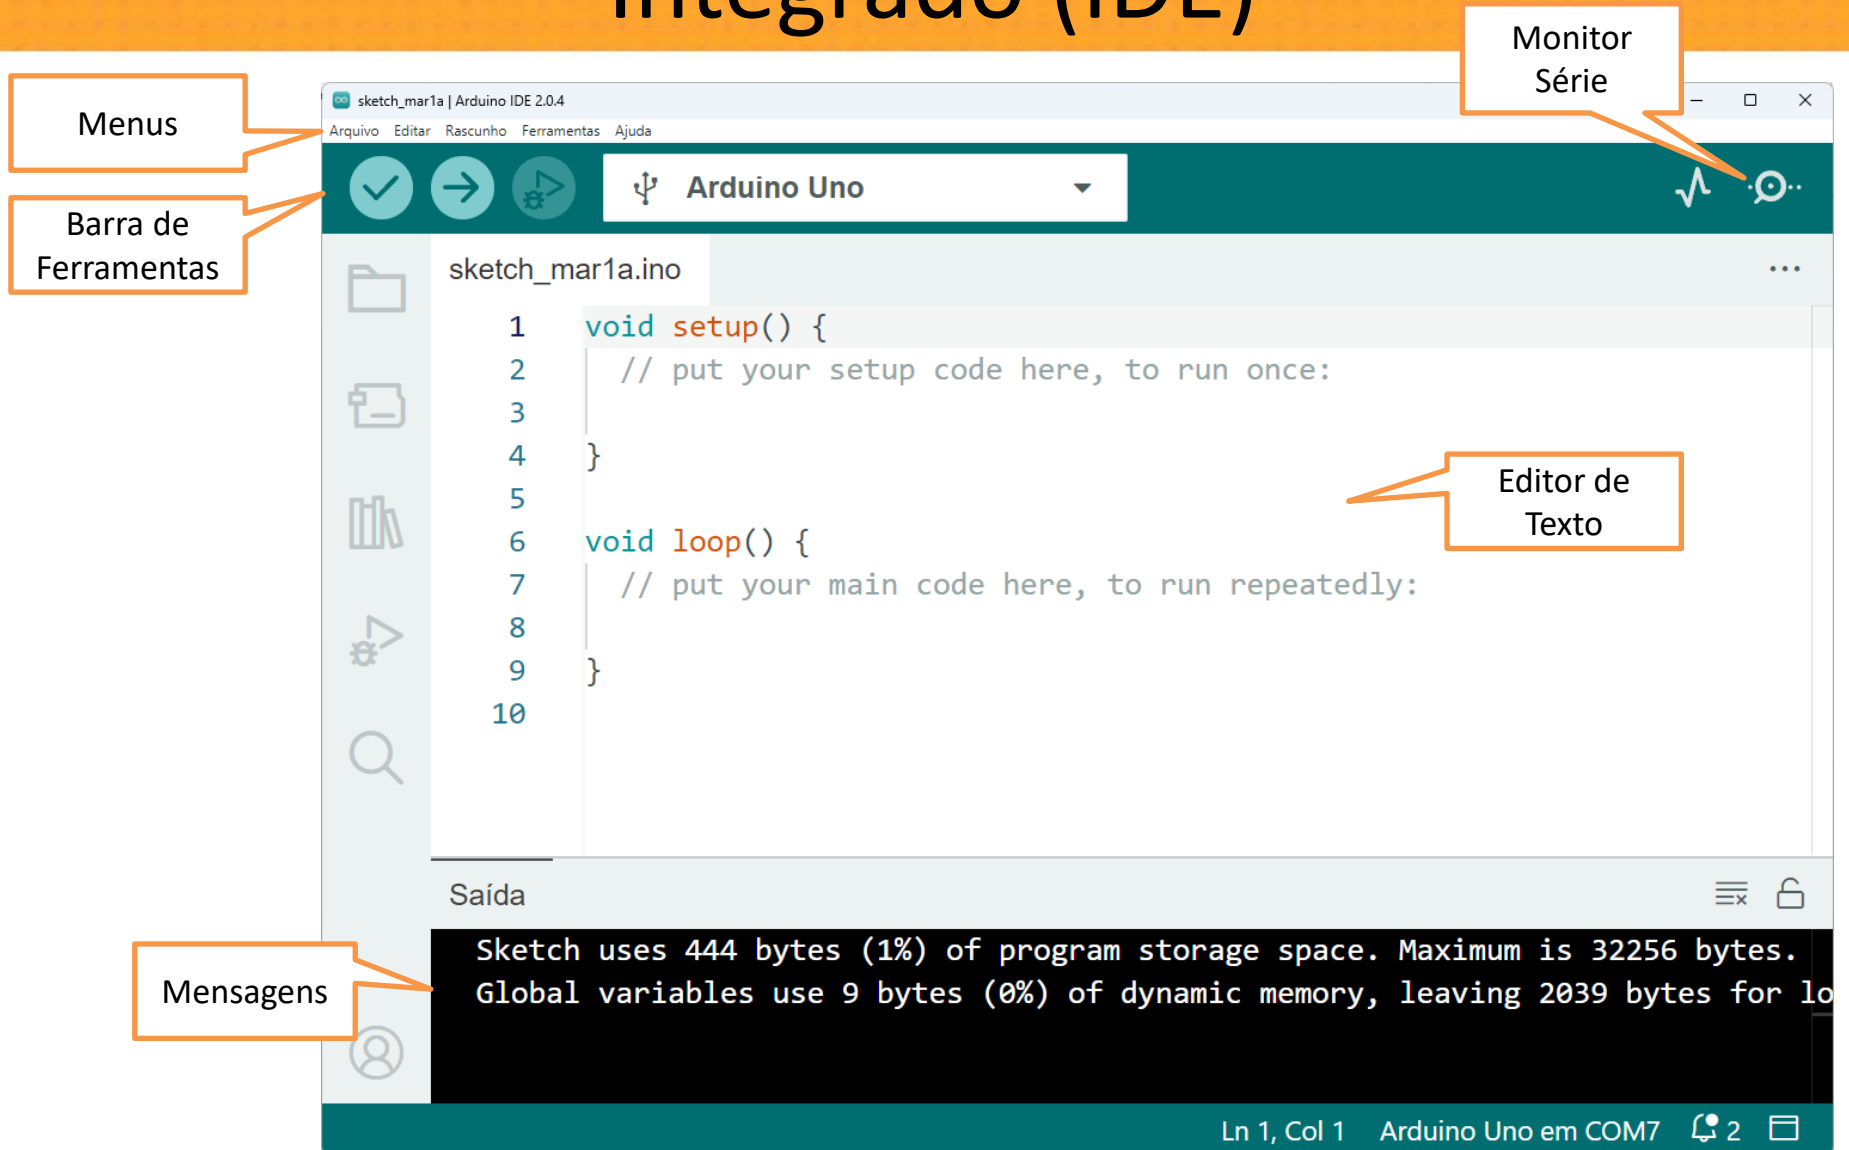 Integrado (IDE)
Monitor
Série
Menus
sketch_mar1a | Arduino IDE 2.0.4
Arquivo Editar Rascunho Ferramentas Ajuda
Arduino Uno
Barra de
Ferramentas
sketch_mar1a.ino
1 void setup() {
2 // put your setup code here, to run once:
3
4 }
5
6 void loop() {
7 // put your main code here, to run repeatedly:
8
9 }
10
Editor de
Texto
Saída
Sketch uses 444 bytes (1%) of program storage space. Maximum is 32256 bytes.
Global variables use 9 bytes (0%) of dynamic memory, leaving 2039 bytes for lo
Mensagens
Ln 1, Col 1 Arduino Uno em COM7 2